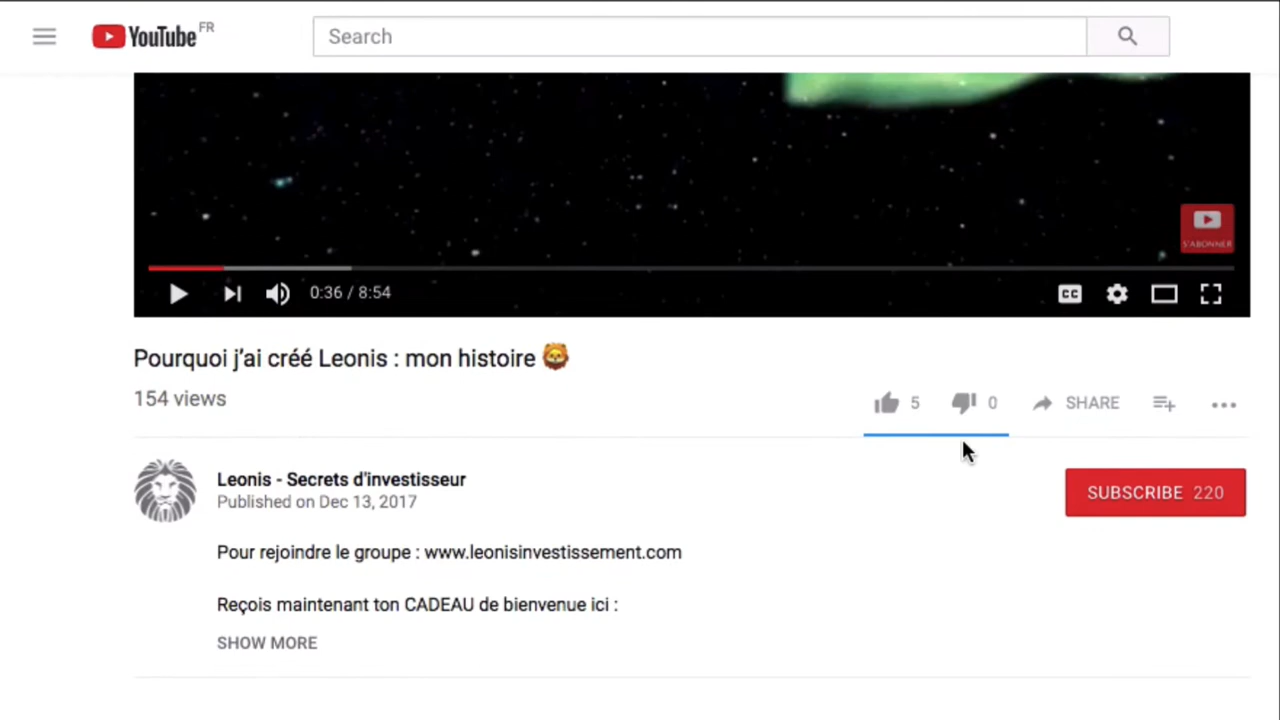 YouTube FR
Search
S'ABONNER
0:36 / 8:54
CC
Pourquoi j'ai créé Leonis : mon histoire 🦁
154 views
5 0 SHARE
Leonis - Secrets d'investisseur
Published on Dec 13, 2017
SUBSCRIBE 220
Pour rejoindre le groupe : www.leonisinvestissement.com
Reçois maintenant ton CADEAU de bienvenue ici :
SHOW MORE